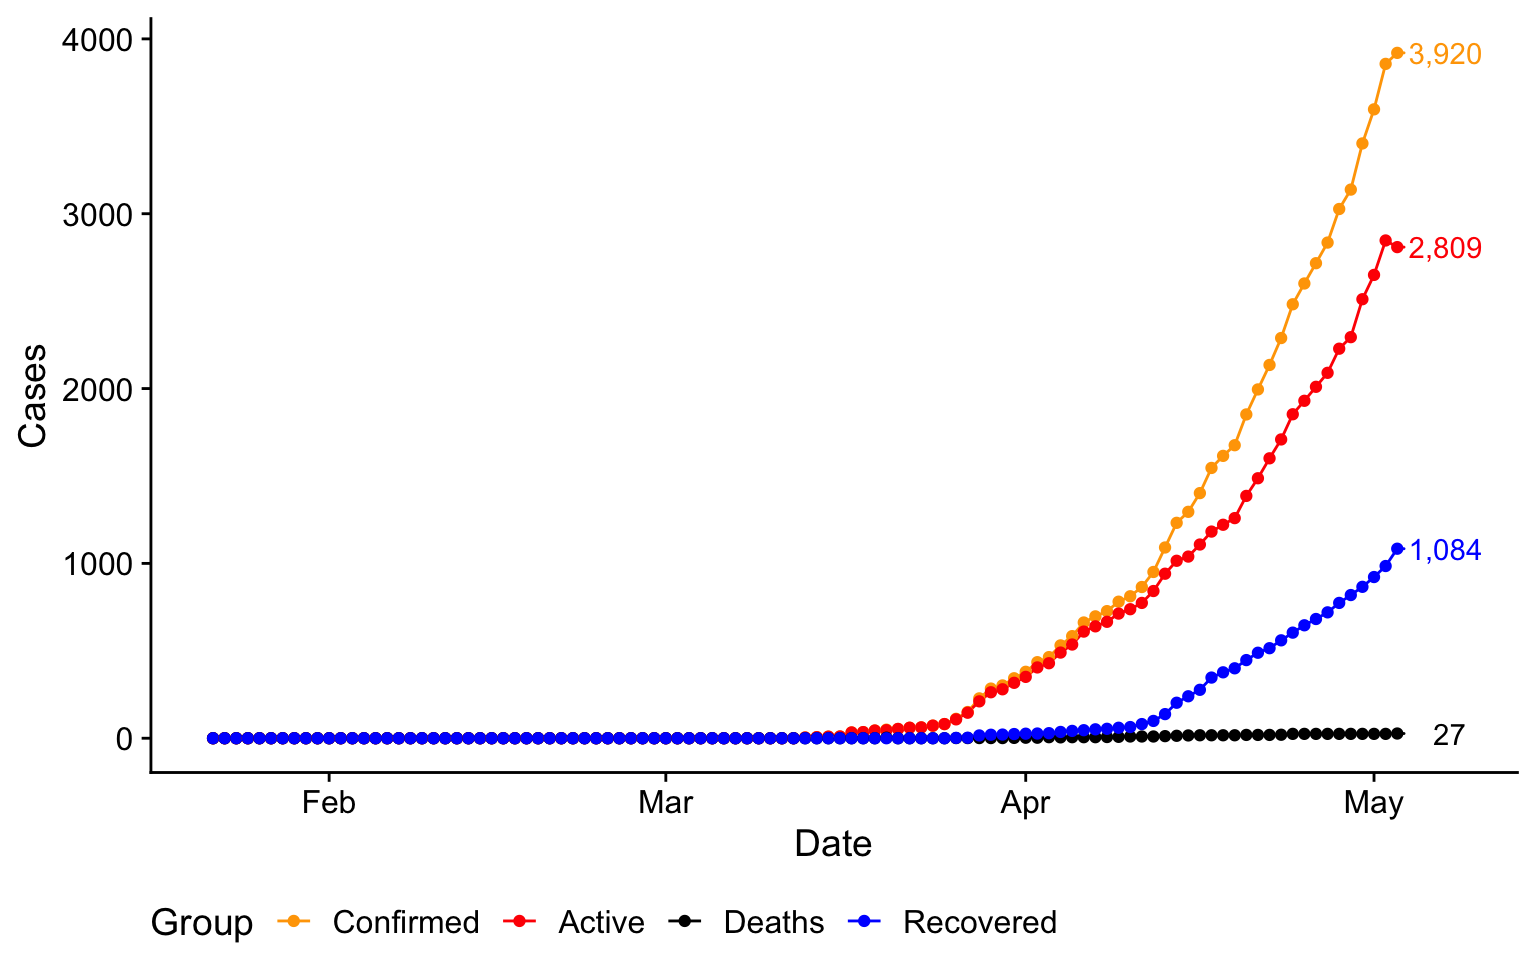 4000
3000
2000
1000
0
Cases
3,920
2,809
1,084
27
Feb Mar Apr May
Date
Group Confirmed Active Deaths Recovered